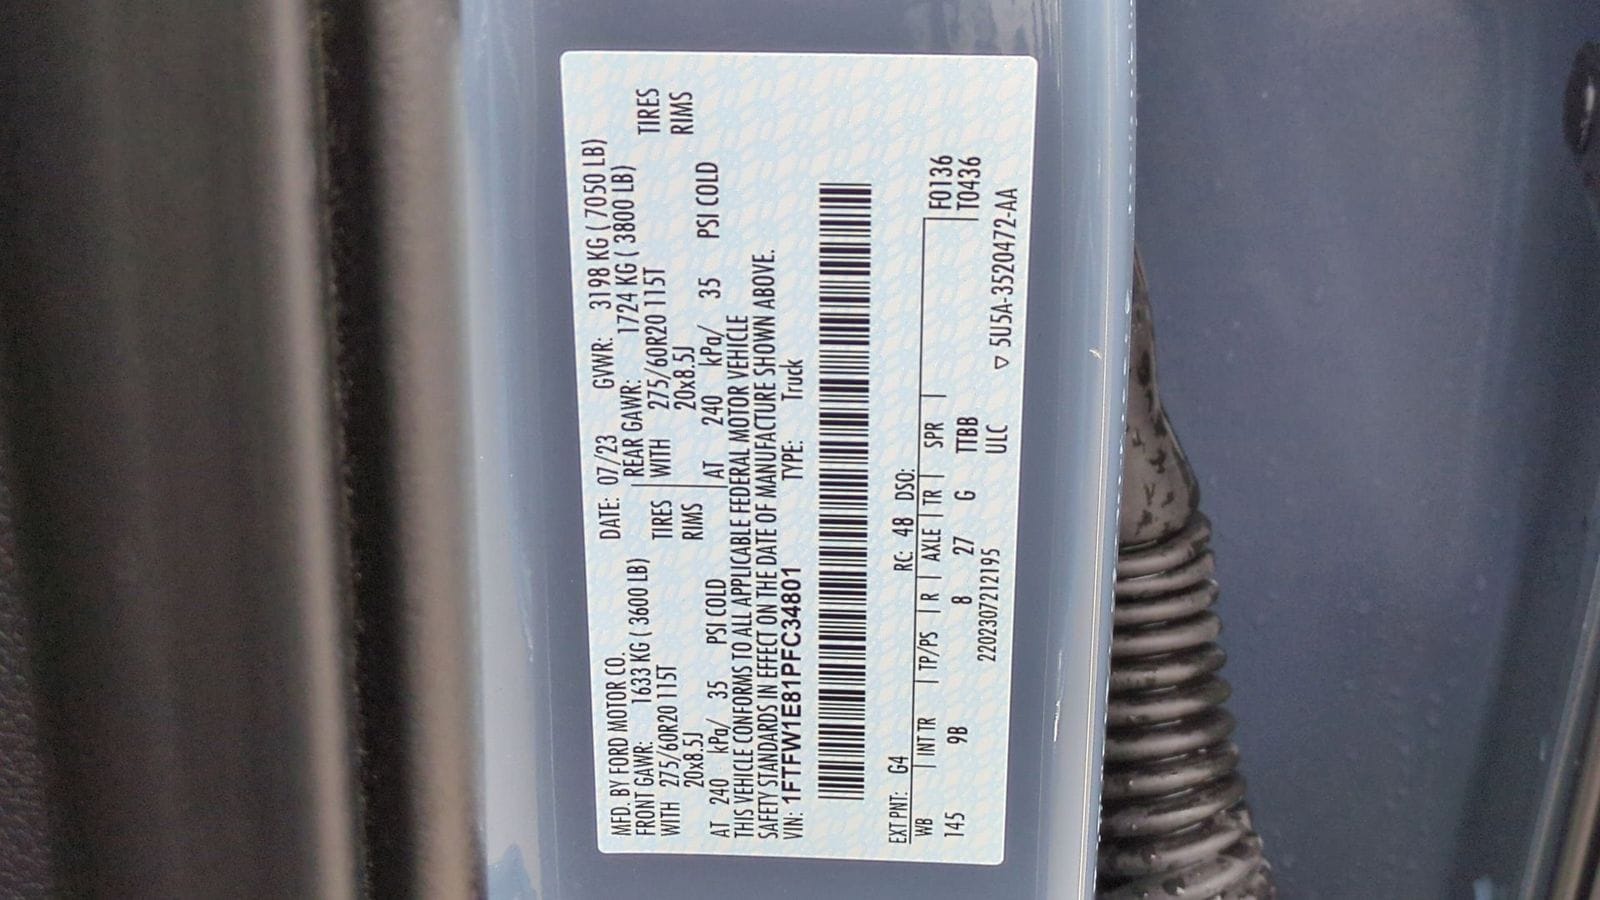 MFD. BY FORD MOTOR CO.
DATE: 07/23 GVWR: 3198 KG ( 7050 LB)
FRONT GAWR: 1633 KG ( 3600 LB) REAR GAWR: 1724 KG ( 3800 LB)
WITH 275/60R20 115T TIRES WITH 275/60R20 115T TIRES
20x8.5J RIMS 20x8.5J RIMS
AT 240 kPa/ 35 PSI COLD AT 240 kPa/ 35 PSI COLD
THIS VEHICLE CONFORMS TO ALL APPLICABLE FEDERAL MOTOR VEHICLE
SAFETY STANDARDS IN EFFECT ON THE DATE OF MANUFACTURE SHOWN ABOVE.
VIN: 1FTFW1E81PFC34801 TYPE: Truck
EXT PNT: G4 RC: 48 DSO:
WB | INT TR | TP/PS | R | AXLE | TR | SPR | F0136
145 9B 8 27 G TTBB T0436
2202307212195 ULC ▽ 5U5A-3520472-AA